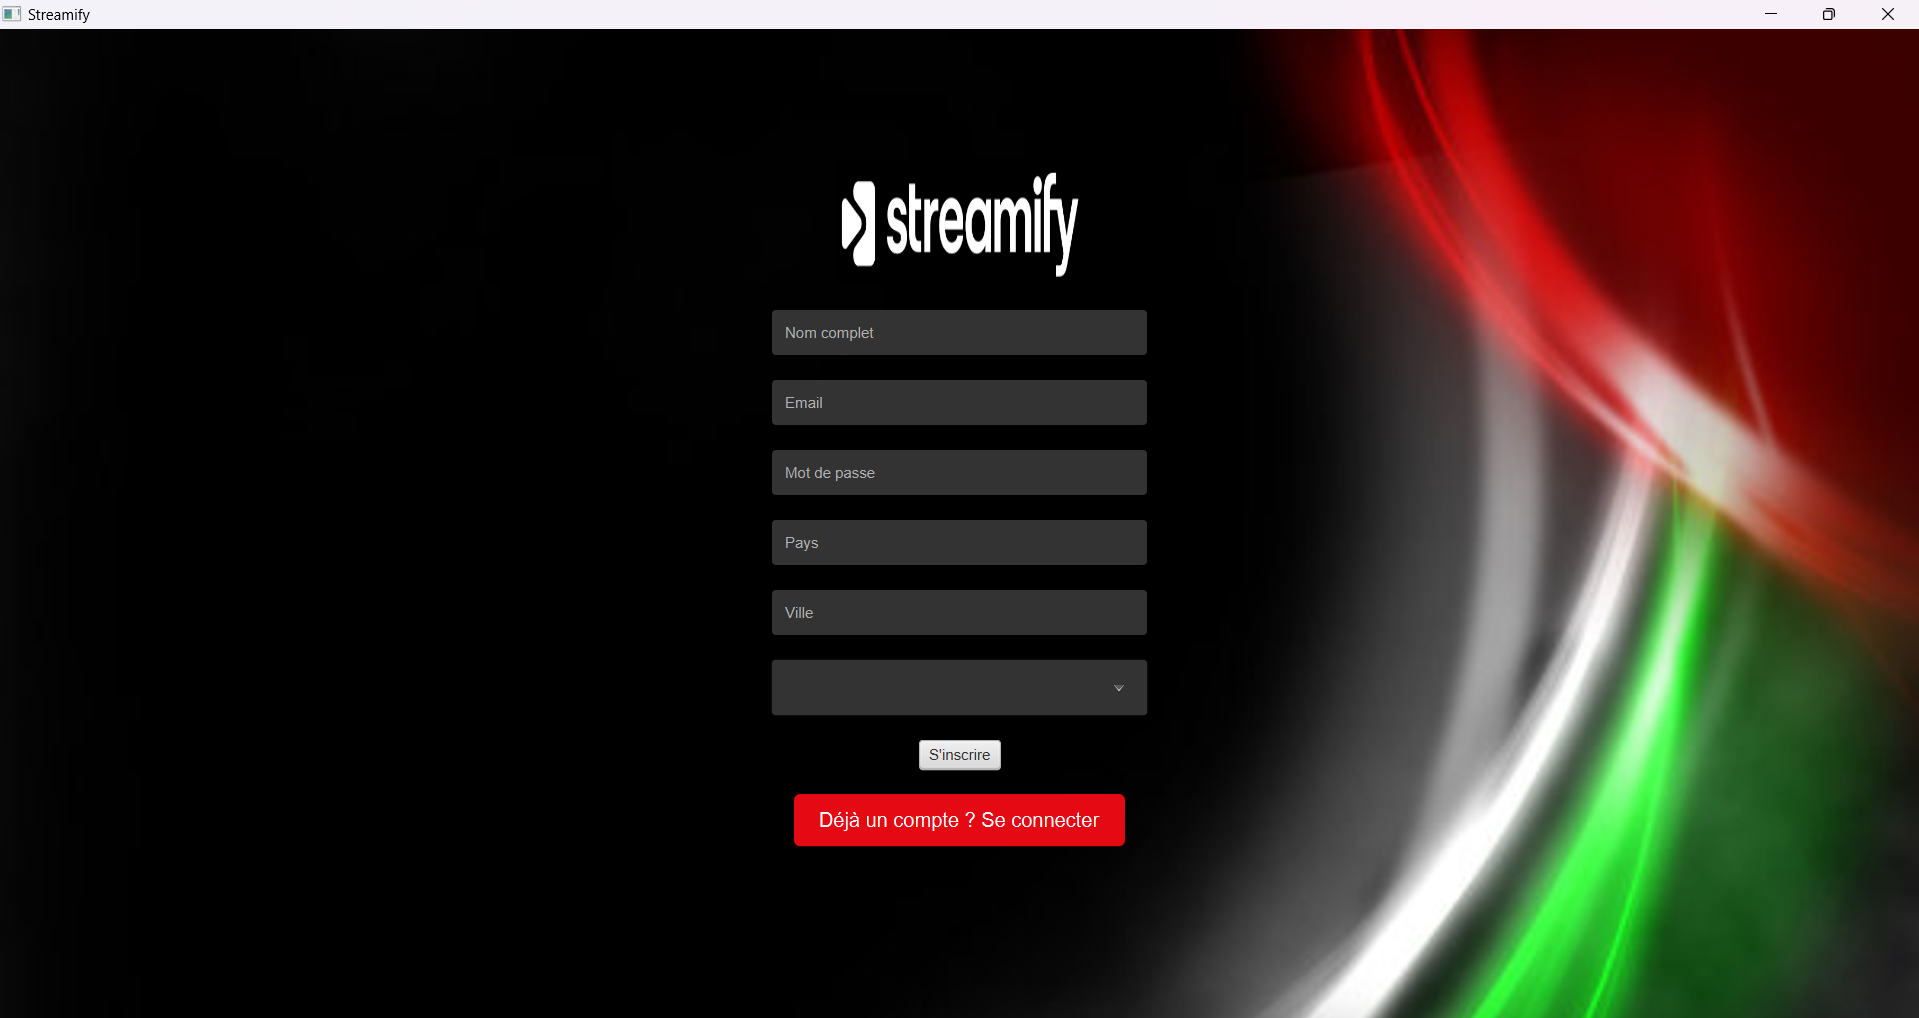 Streamify
streamify
Nom complet
Email
Mot de passe
Pays
Ville
S'inscrire
Déjà un compte ? Se connecter